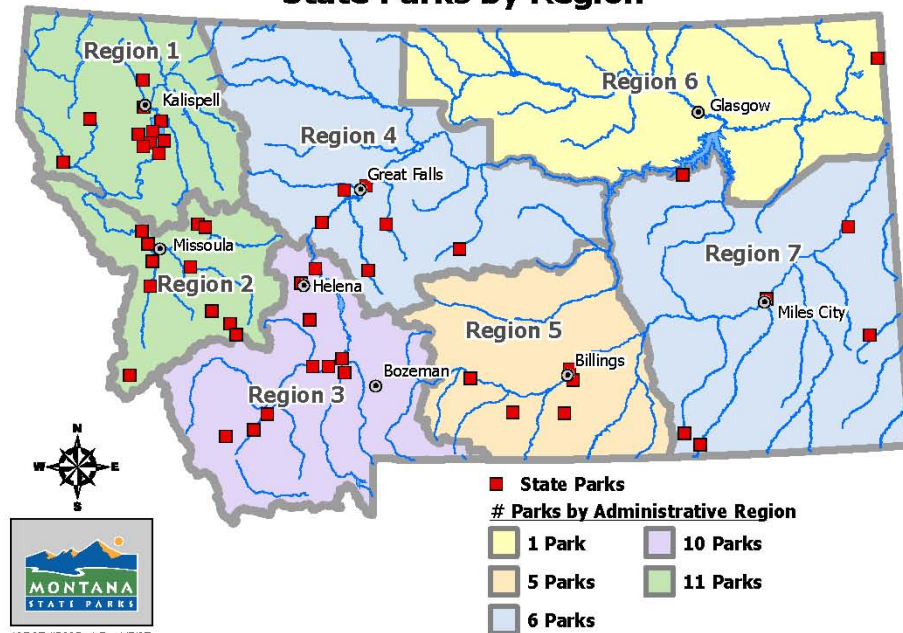 State Parks by Region
Region 1
Kalispell
Region 6
Glasgow
Region 4
Great Falls
Missoula
Region 2
Helena
Region 7
Miles City
Region 5
Billings
Bozeman
Region 3
N
W
E
S
MONTANA
STATE PARKS
State Parks
# Parks by Administrative Region
1 Park
10 Parks
5 Parks
11 Parks
6 Parks